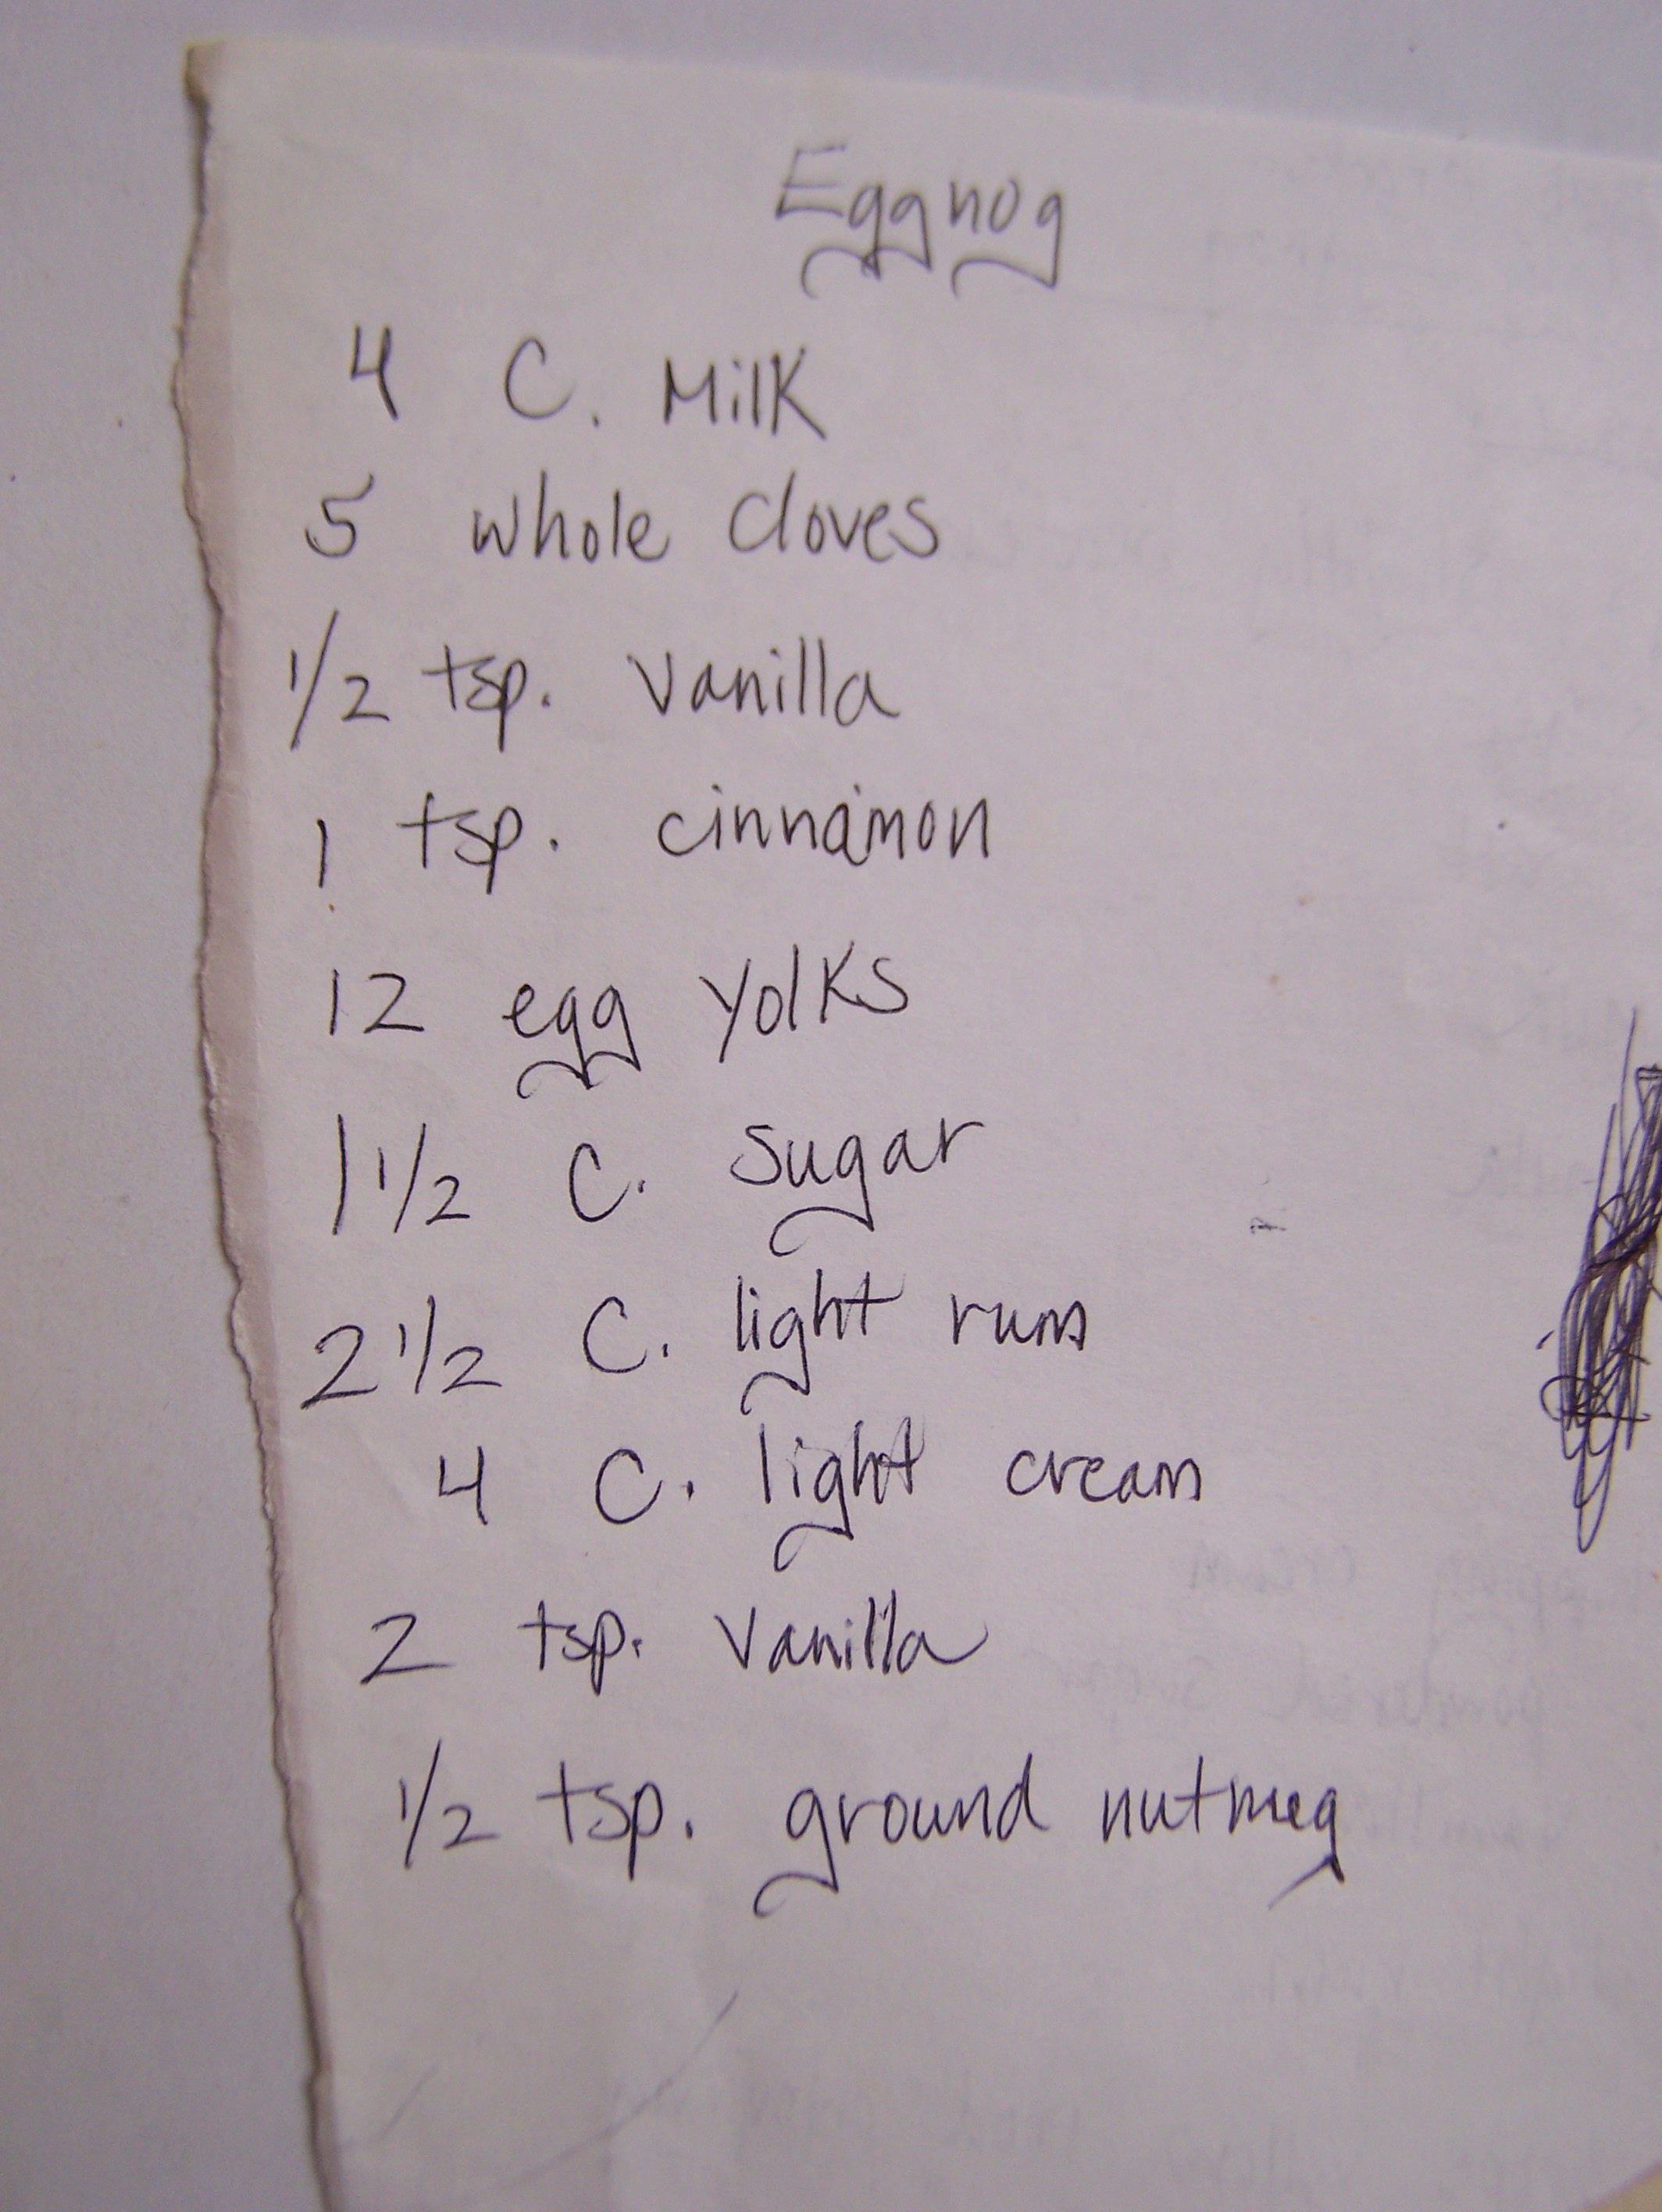 Eggnog
4 C. Milk
5 whole cloves
1/2 tsp. vanilla
1 tsp. cinnamon
12 egg yolks
1 1/2 C. sugar
2 1/2 C. light rum
4 C. light cream
2 tsp. vanilla
1/2 tsp. ground nutmeg